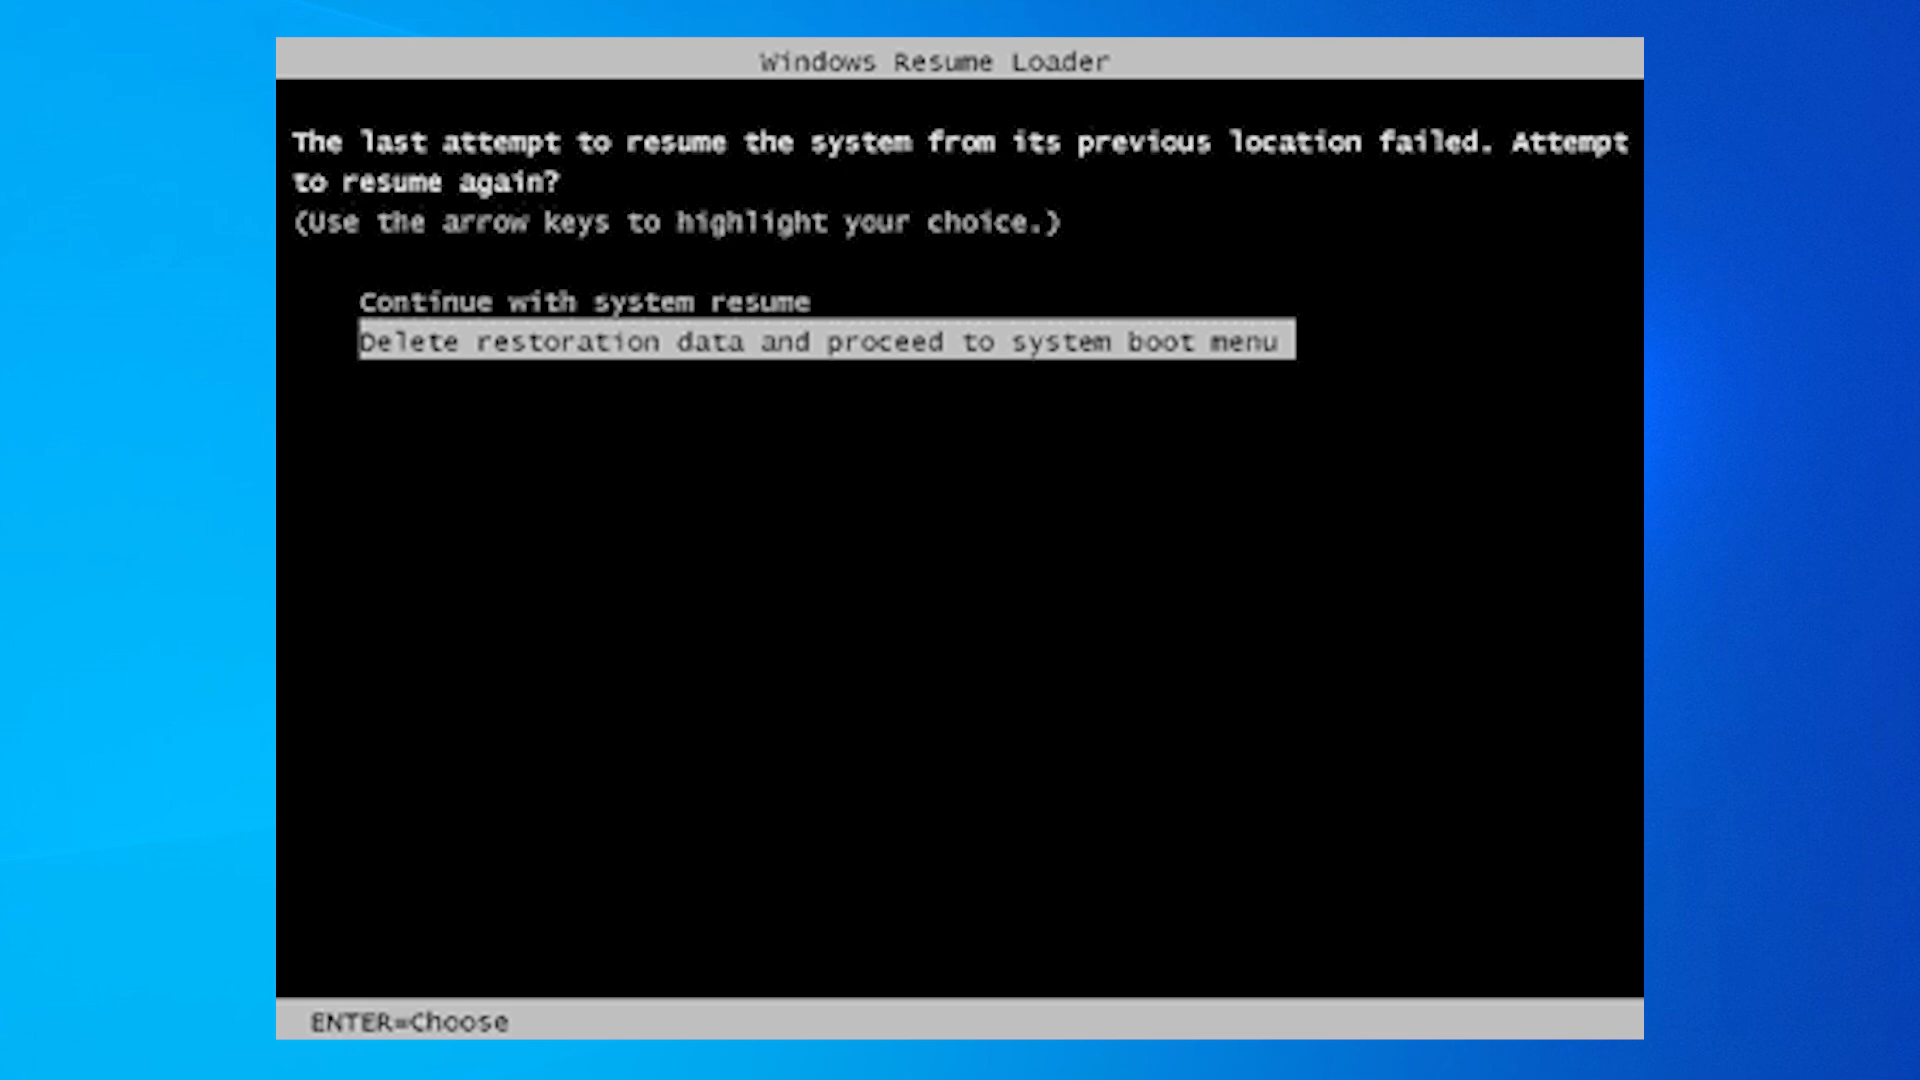 Windows Resume Loader
The last attempt to resume the system from its previous location failed. Attempt
to resume again?
(Use the arrow keys to highlight your choice.)
Continue with system resume
Delete restoration data and proceed to system boot menu
ENTER=Choose